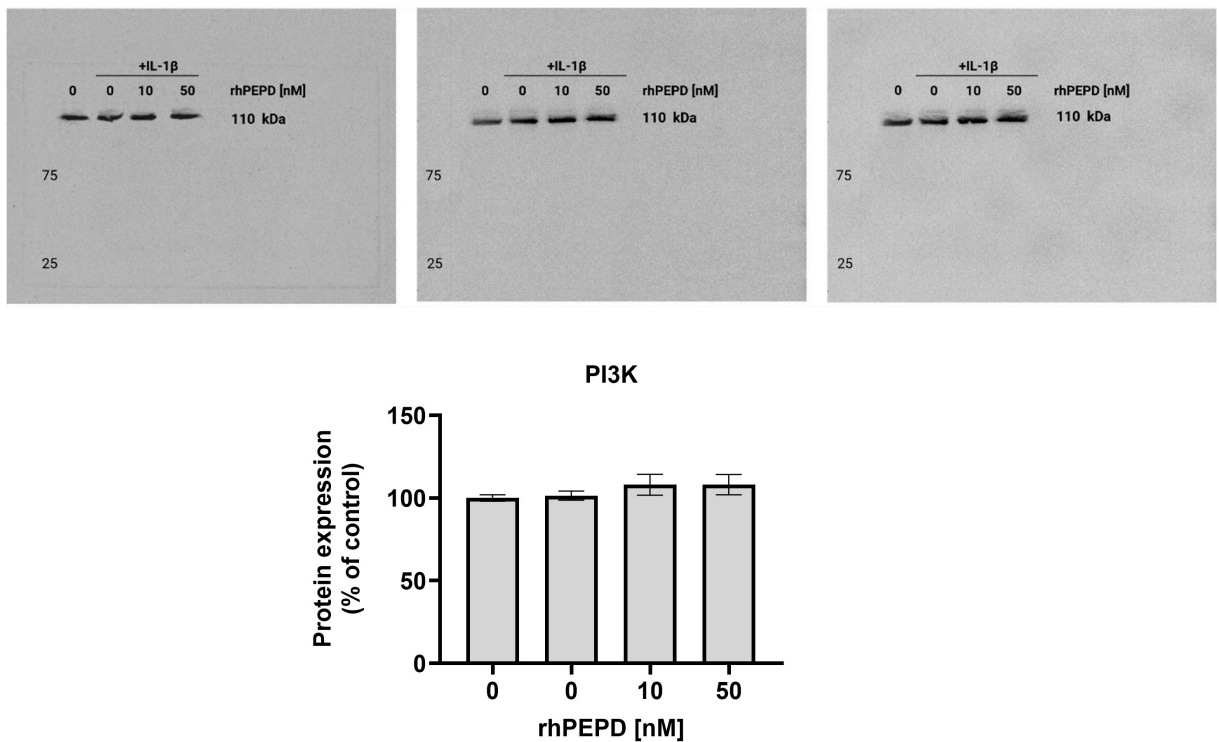 +IL-1β
0 0 10 50 rhPEPD [nM]
110 kDa
75
25
+IL-1β
0 0 10 50 rhPEPD [nM]
110 kDa
75
25
+IL-1β
0 0 10 50 rhPEPD [nM]
110 kDa
75
25
PI3K
Protein expression
(% of control)
150
100
50
0
0 0 10 50
rhPEPD [nM]